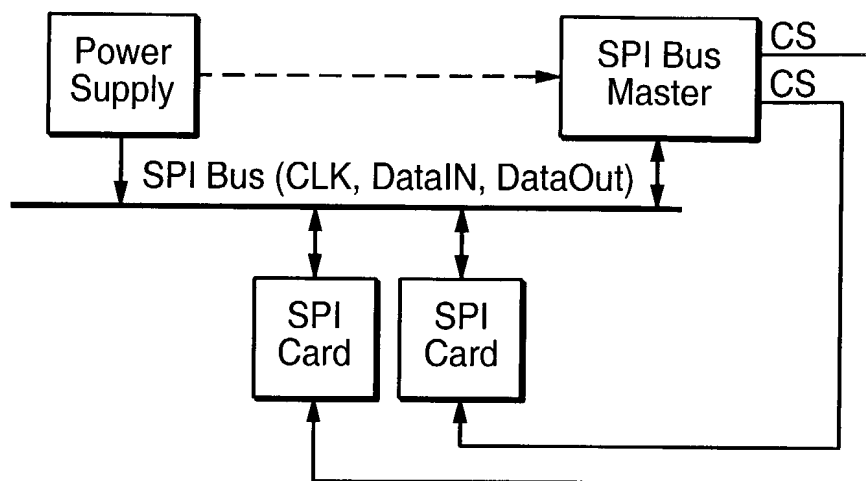 Power
Supply
SPI Bus
Master
CS
CS
SPI Bus (CLK, DataIN, DataOut)
SPI
Card
SPI
Card